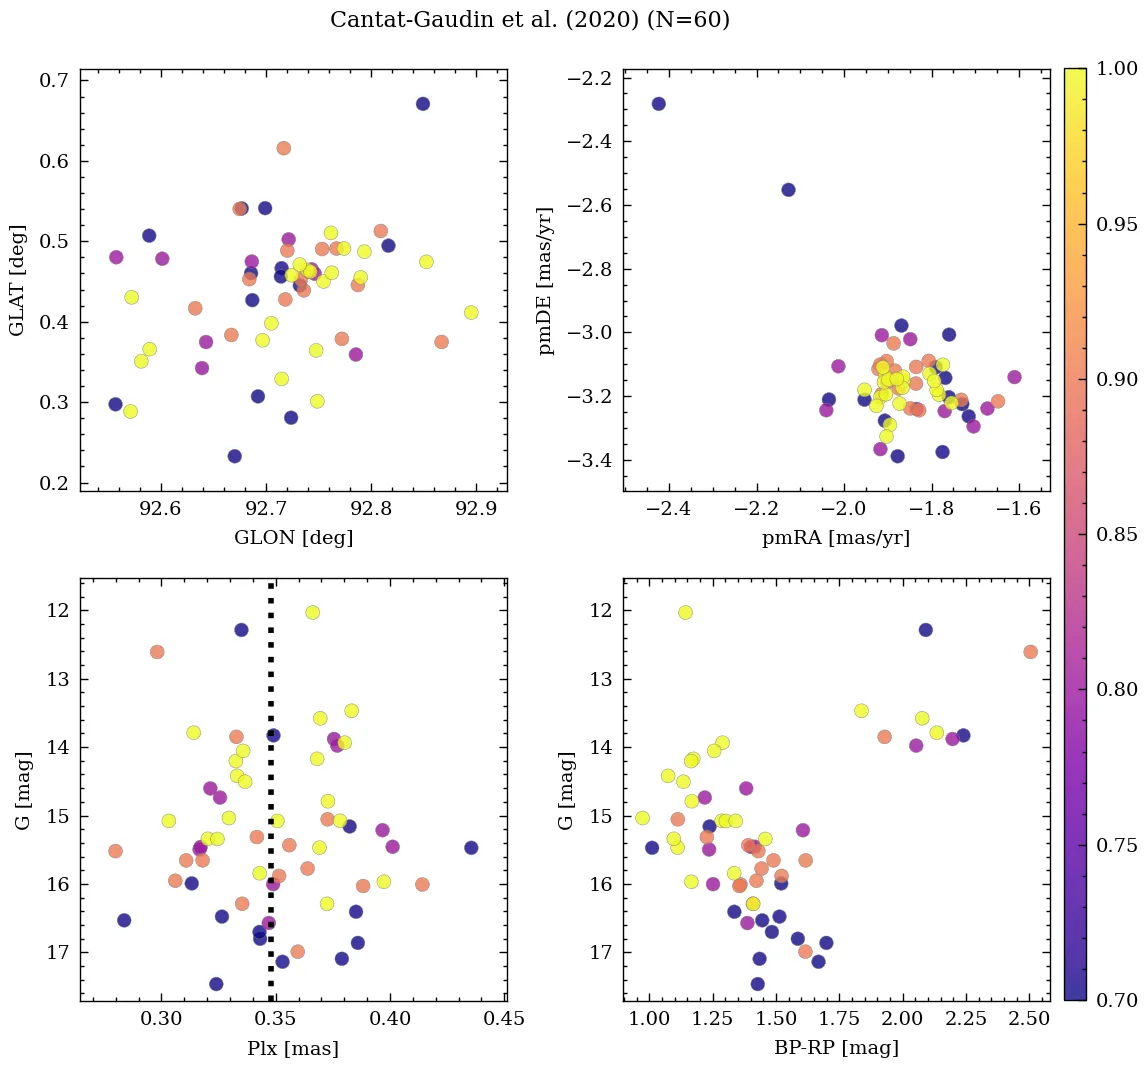 Cantat-Gaudin et al. (2020) (N=60)
0.7
0.6
0.5
0.4
0.3
0.2
GLAT [deg]
92.6 92.7 92.8 92.9
GLON [deg]
−2.2
−2.4
−2.6
−2.8
−3.0
−3.2
−3.4
pmDE [mas/yr]
−2.4 −2.2 −2.0 −1.8 −1.6
pmRA [mas/yr]
12
13
14
15
16
17
G [mag]
0.30 0.35 0.40 0.45
Plx [mas]
12
13
14
15
16
17
G [mag]
1.00 1.25 1.50 1.75 2.00 2.25 2.50
BP-RP [mag]
1.00
0.95
0.90
0.85
0.80
0.75
0.70